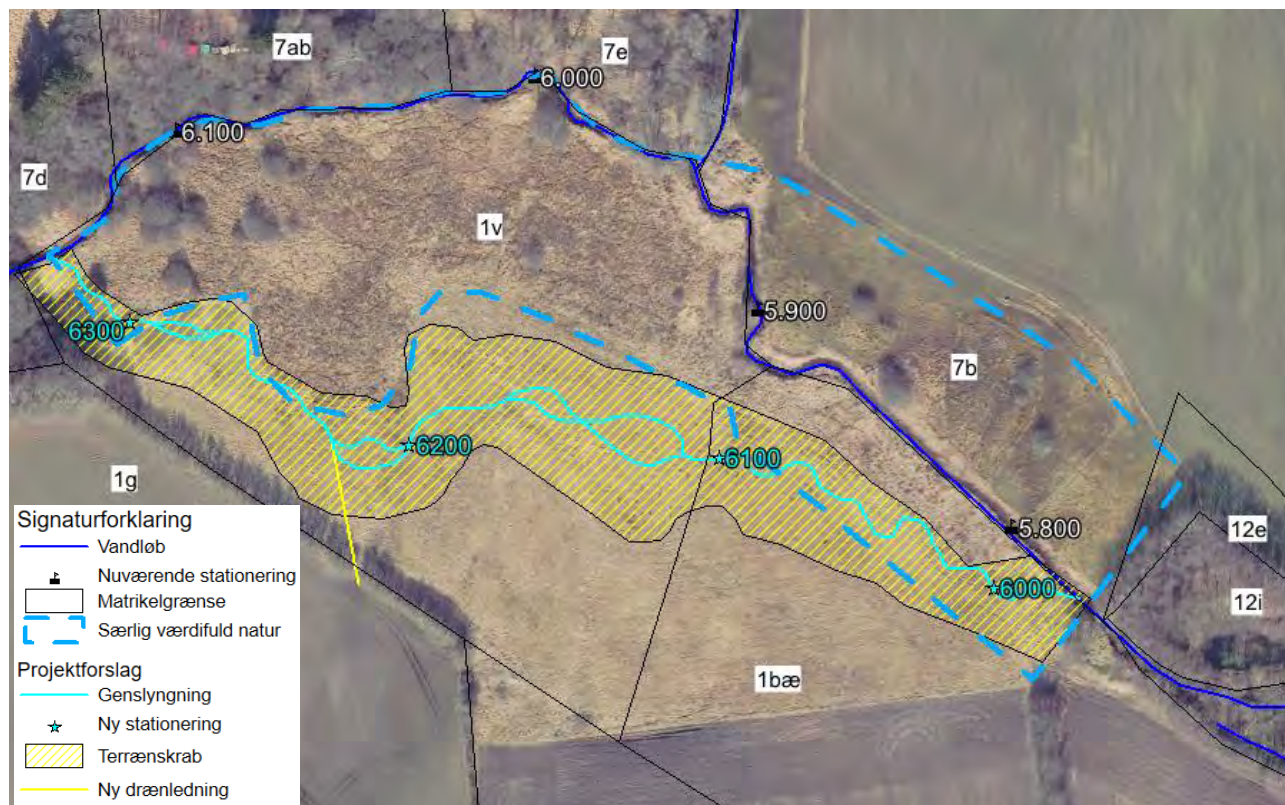 7ab
7e
6.000
6.100
7d
1v
5.900
6300
7b
6200
6100
1g
5.800
12e
6000
12i
1bæ
Signaturforklaring
Vandløb
Nuværende stationering
Matrikelgrænse
Særlig værdifuld natur
Projektforslag
Genslyngning
Ny stationering
Terrænskrab
Ny drænledning